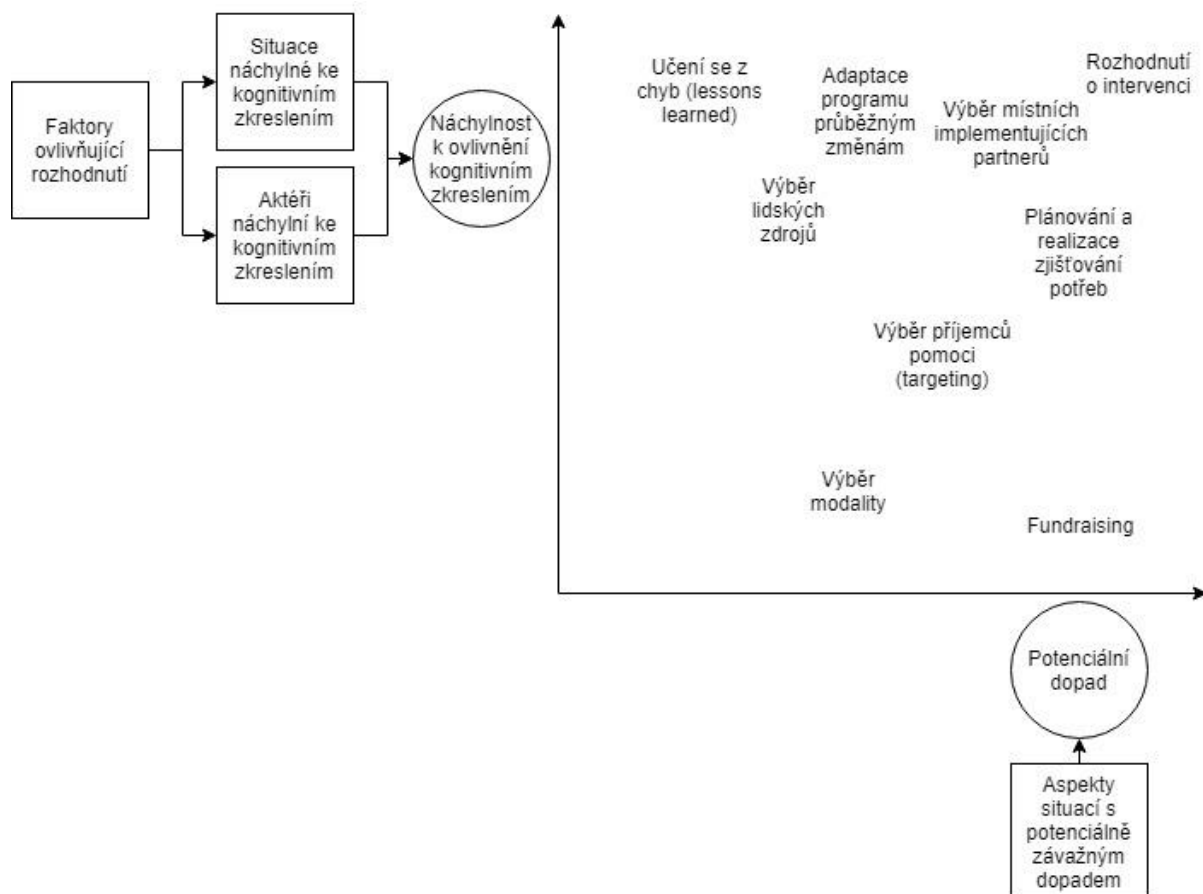 Faktory
ovlivňující
rozhodnutí
Situace
náchylné ke
kognitivním
zkreslením
Aktéři
náchylní ke
kognitivním
zkreslením
Náchylnost
k ovlivnění
kognitivním
zkreslením
Učení se z
chyb (lessons
learned)
Adaptace
programu
průběžným
změnám
Výběr místních
implementujících
partnerů
Rozhodnutí
o intervenci
Výběr
lidských
zdrojů
Plánování a
realizace
zjišťování
potřeb
Výběr příjemců
pomoci
(targeting)
Výběr
modality
Fundraising
Potenciální
dopad
Aspekty
situací s
potenciálně
závažným
dopadem